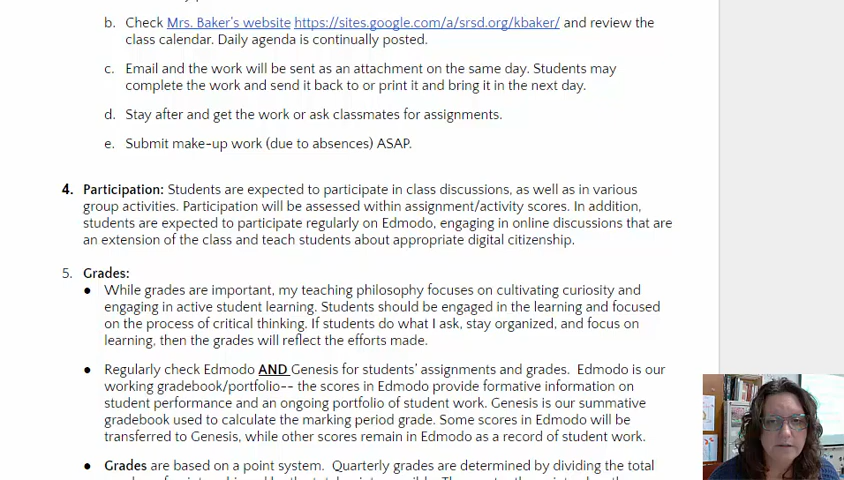 b. Check Mrs. Baker's website https://sites.google.com/a/srsd.org/kbaker/ and review the
class calendar. Daily agenda is continually posted.
c. Email and the work will be sent as an attachment on the same day. Students may
complete the work and send it back to or print it and bring it in the next day.
d. Stay after and get the work or ask classmates for assignments.
e. Submit make-up work (due to absences) ASAP.
4. Participation: Students are expected to participate in class discussions, as well as in various
group activities. Participation will be assessed within assignment/activity scores. In addition,
students are expected to participate regularly on Edmodo, engaging in online discussions that are
an extension of the class and teach students about appropriate digital citizenship.
5. Grades:
● While grades are important, my teaching philosophy focuses on cultivating curiosity and
engaging in active student learning. Students should be engaged in the learning and focused
on the process of critical thinking. If students do what I ask, stay organized, and focus on
learning, then the grades will reflect the efforts made.
● Regularly check Edmodo AND Genesis for students' assignments and grades. Edmodo is our
working gradebook/portfolio-- the scores in Edmodo provide formative information on
student performance and an ongoing portfolio of student work. Genesis is our summative
gradebook used to calculate the marking period grade. Some scores in Edmodo will be
transferred to Genesis, while other scores remain in Edmodo as a record of student work.
● Grades are based on a point system. Quarterly grades are determined by dividing the total